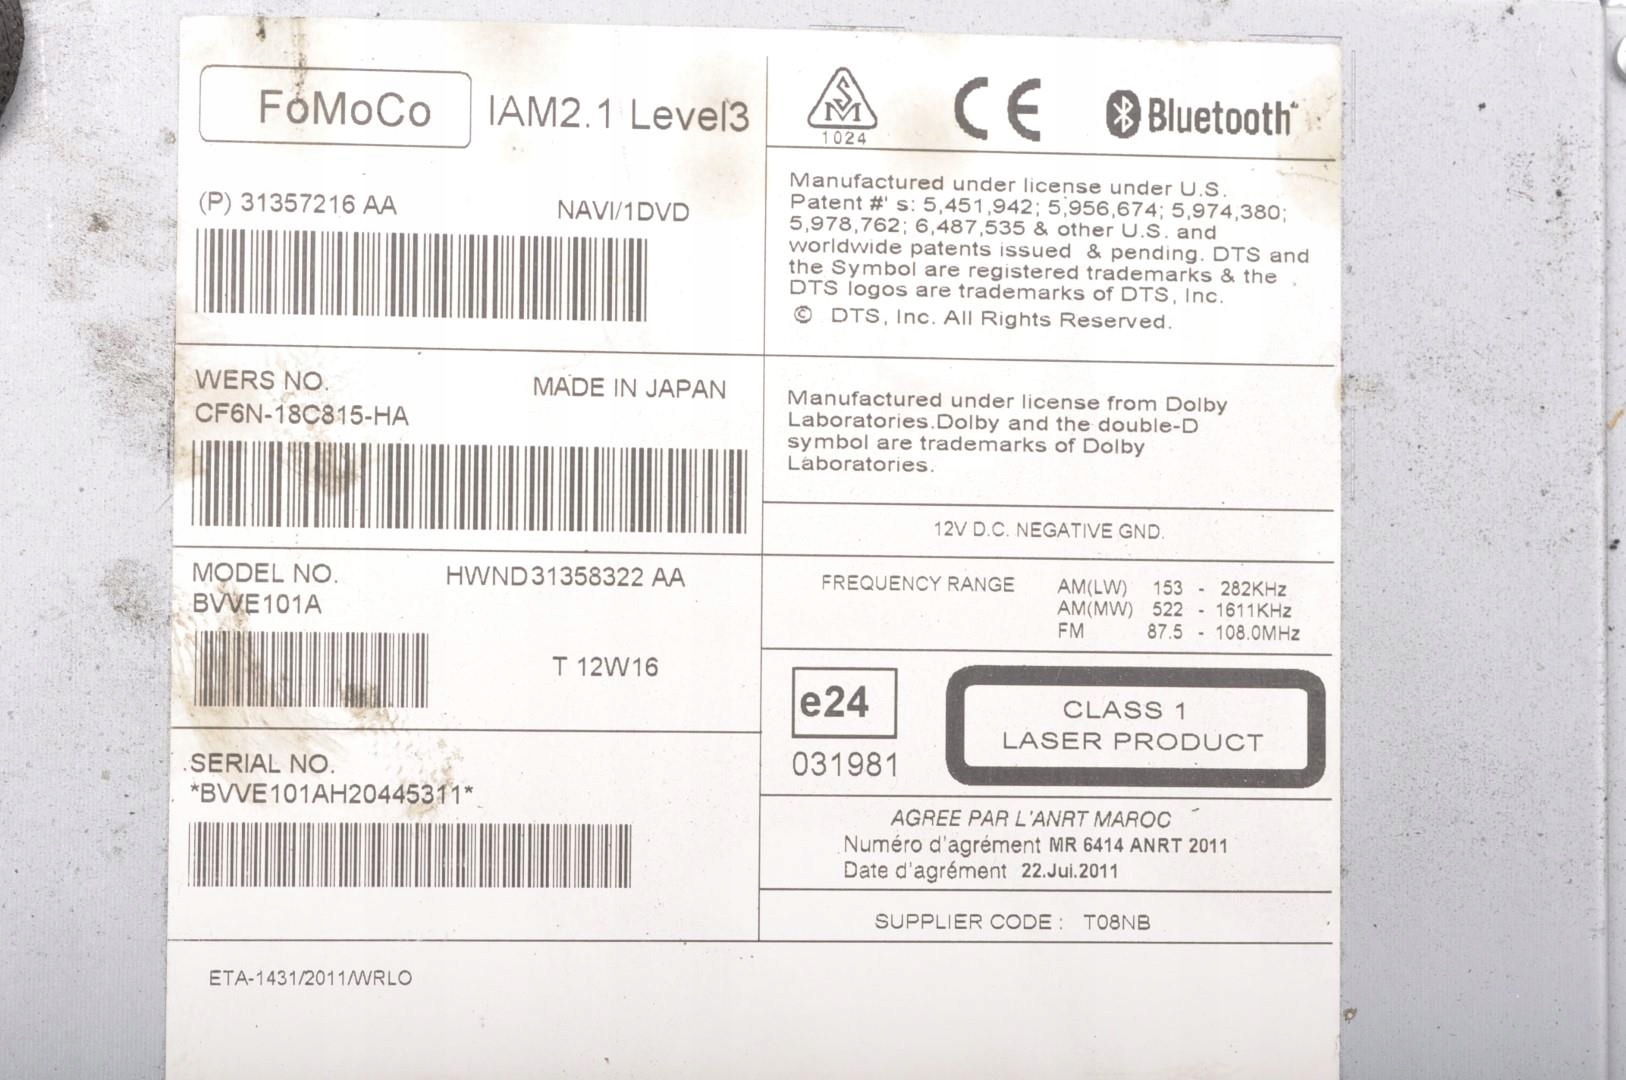 FoMoCo IAM2.1 Level3
(P) 31357216 AA NAVI/1DVD
WERS NO. MADE IN JAPAN
CF6N-18C815-HA
MODEL NO. HWND31358322 AA
BVVE101A
T 12W16
SERIAL NO.
*BVVE101AH20445311*
SM
1024
CE
Bluetooth
Manufactured under license under U.S.
Patent #' s: 5,451,942; 5,956,674; 5,974,380;
5,978,762; 6,487,535 & other U.S. and
worldwide patents issued & pending. DTS and
the Symbol are registered trademarks & the
DTS logos are trademarks of DTS, Inc.
© DTS, Inc. All Rights Reserved.
Manufactured under license from Dolby
Laboratories.Dolby and the double-D
symbol are trademarks of Dolby
Laboratories.
12V D.C. NEGATIVE GND.
FREQUENCY RANGE AM(LW) 153 - 282KHz
AM(MW) 522 - 1611KHz
FM 87.5 - 108.0MHz
e24
031981
CLASS 1
LASER PRODUCT
AGREE PAR L'ANRT MAROC
Numéro d'agrément MR 6414 ANRT 2011
Date d'agrément 22.Jui.2011
SUPPLIER CODE : T08NB
ETA-1431/2011/WRLO